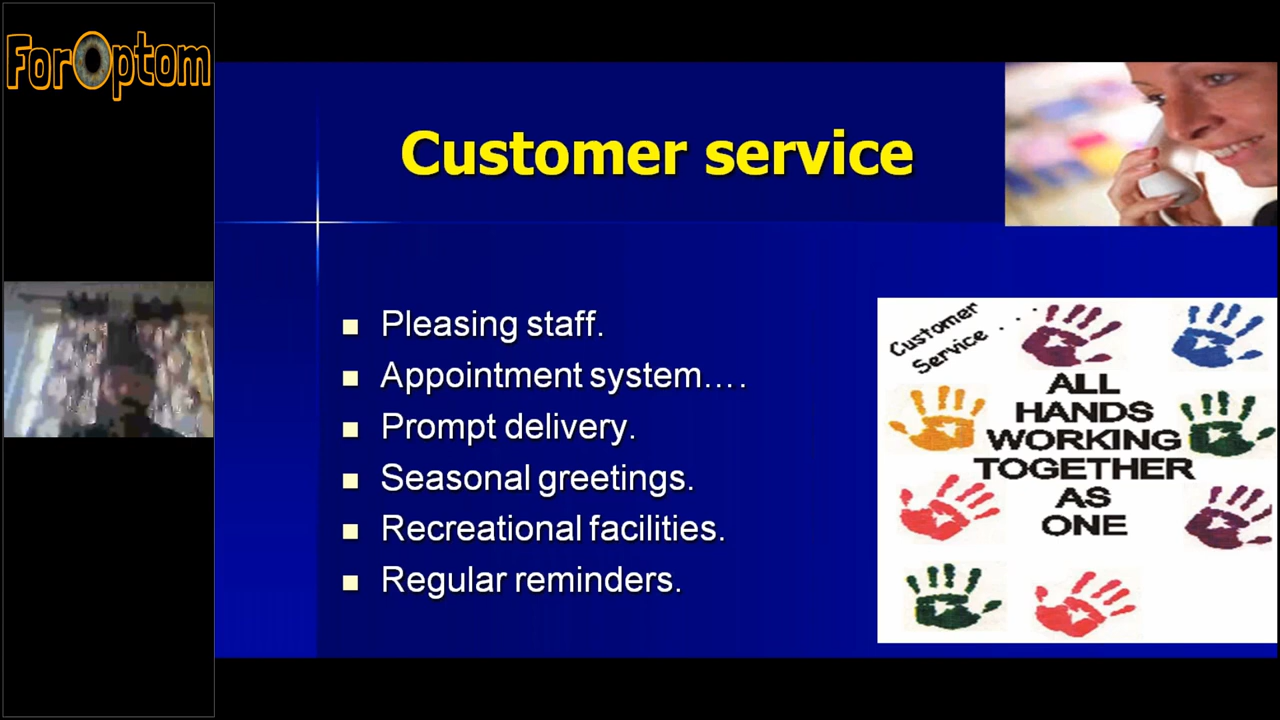 ForOptom
Customer service
Pleasing staff.
Appointment system….
Prompt delivery.
Seasonal greetings.
Recreational facilities.
Regular reminders.
Customer
Service . . . .
ALL
HANDS
WORKING
TOGETHER
AS
ONE